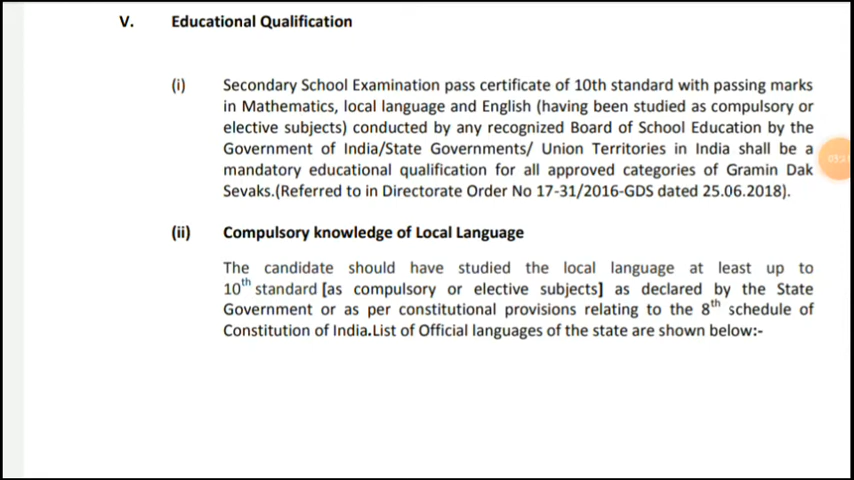 V. Educational Qualification
(i) Secondary School Examination pass certificate of 10th standard with passing marks
in Mathematics, local language and English (having been studied as compulsory or
elective subjects) conducted by any recognized Board of School Education by the
Government of India/State Governments/ Union Territories in India shall be a
mandatory educational qualification for all approved categories of Gramin Dak
Sevaks.(Referred to in Directorate Order No 17-31/2016-GDS dated 25.06.2018).
(ii) Compulsory knowledge of Local Language
The candidate should have studied the local language at least up to
10th standard [as compulsory or elective subjects] as declared by the State
Government or as per constitutional provisions relating to the 8th schedule of
Constitution of India.List of Official languages of the state are shown below:-